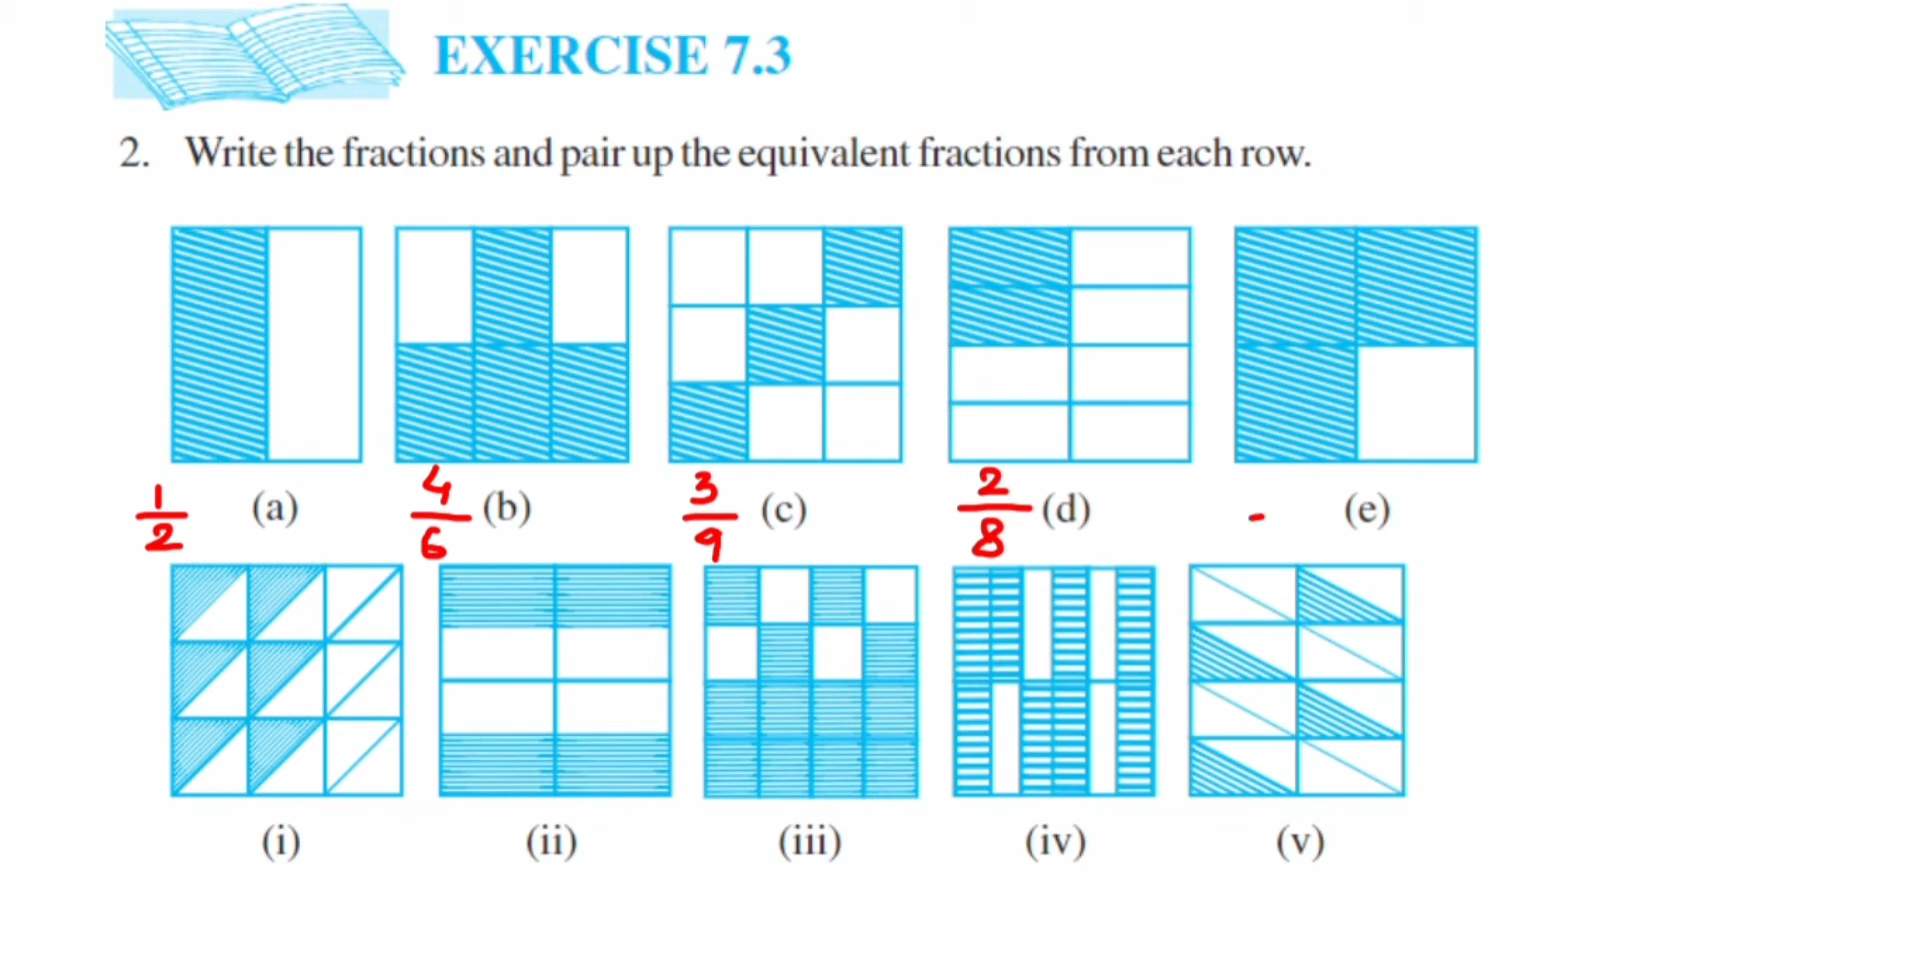 EXERCISE 7.3
2. Write the fractions and pair up the equivalent fractions from each row.
1/2 (a) 4/6 (b) 3/9 (c) 2/8 (d) - (e)
(i) (ii) (iii) (iv) (v)